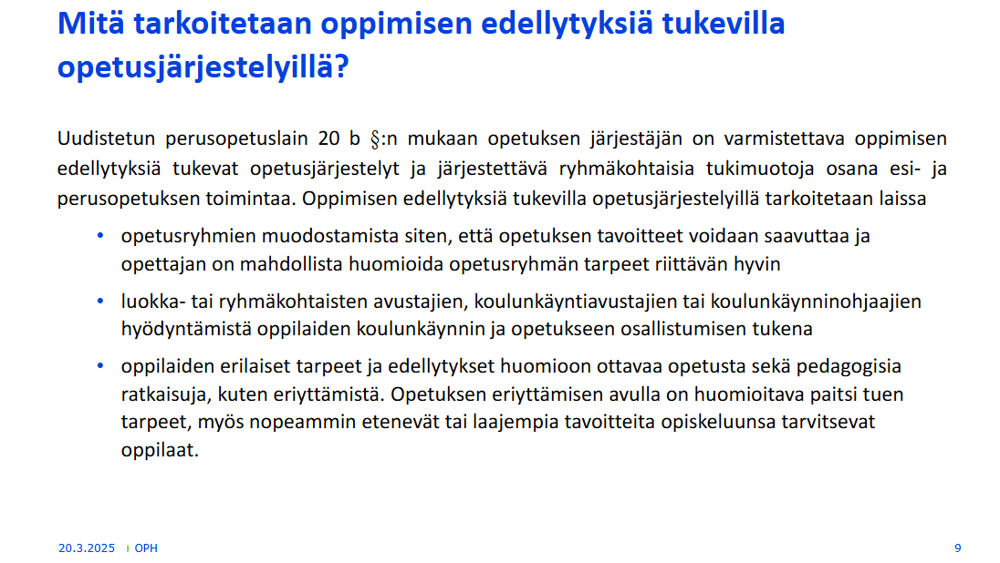 Mitä tarkoitetaan oppimisen edellytyksiä tukevilla
opetusjärjestelyillä?
Uudistetun perusopetuslain 20 b §:n mukaan opetuksen järjestäjän on varmistettava oppimisen
edellytyksiä tukevat opetusjärjestelyt ja järjestettävä ryhmäkohtaisia tukimuotoja osana esi- ja
perusopetuksen toimintaa. Oppimisen edellytyksiä tukevilla opetusjärjestelyillä tarkoitetaan laissa
• opetusryhmien muodostamista siten, että opetuksen tavoitteet voidaan saavuttaa ja
opettajan on mahdollista huomioida opetusryhmän tarpeet riittävän hyvin
• luokka- tai ryhmäkohtaisten avustajien, koulunkäyntiavustajien tai koulunkäynninohjaajien
hyödyntämistä oppilaiden koulunkäynnin ja opetukseen osallistumisen tukena
• oppilaiden erilaiset tarpeet ja edellytykset huomioon ottavaa opetusta sekä pedagogisia
ratkaisuja, kuten eriyttämistä. Opetuksen eriyttämisen avulla on huomioitava paitsi tuen
tarpeet, myös nopeammin etenevät tai laajempia tavoitteita opiskeluunsa tarvitsevat
oppilaat.
20.3.2025 | OPH 9